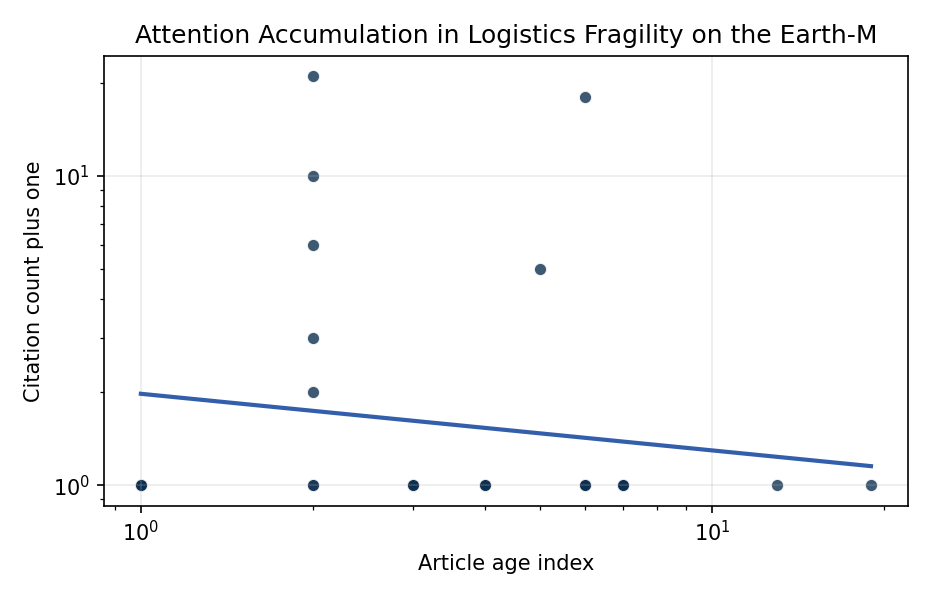 Attention Accumulation in Logistics Fragility on the Earth-M
Citation count plus one
10¹
10⁰
10⁰
10¹
Article age index